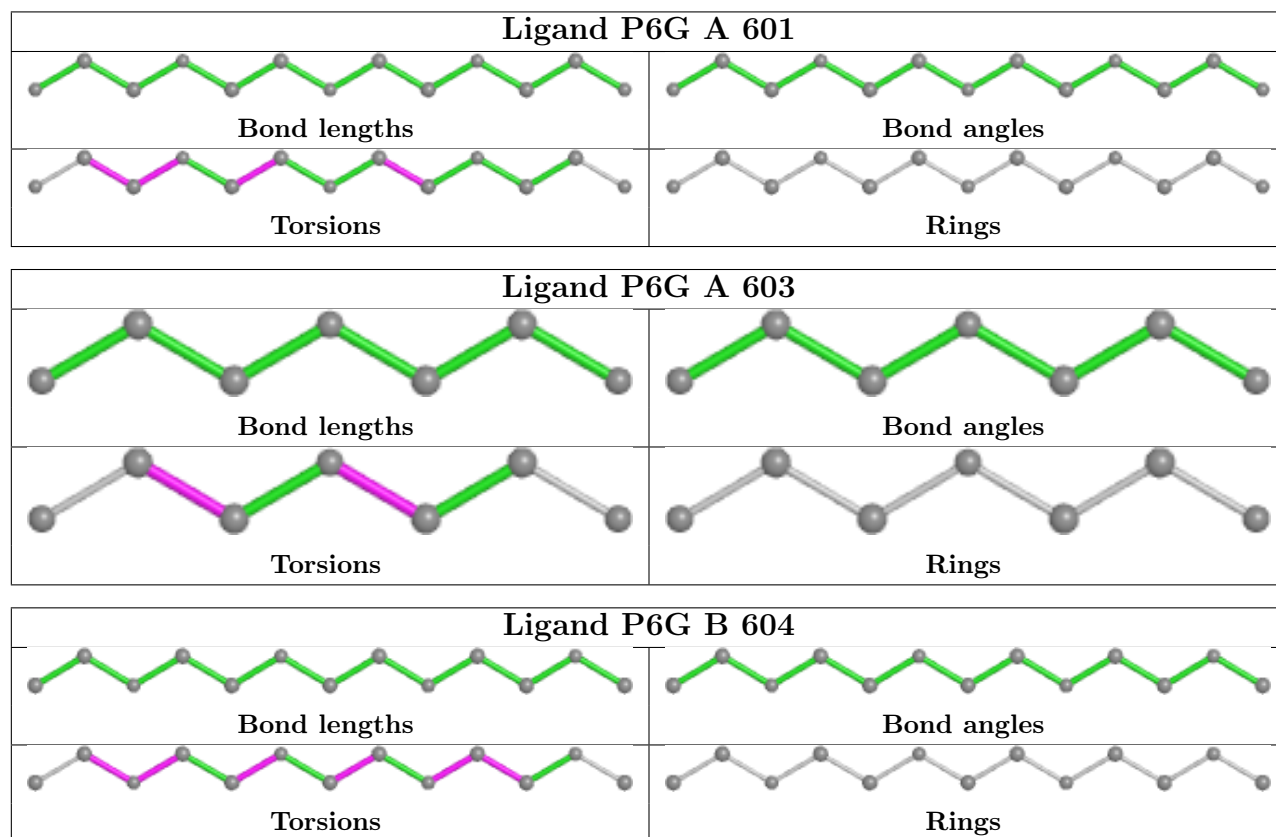 Ligand P6G A 601
Bond lengths Bond angles
Torsions Rings
Ligand P6G A 603
Bond lengths Bond angles
Torsions Rings
Ligand P6G B 604
Bond lengths Bond angles
Torsions Rings